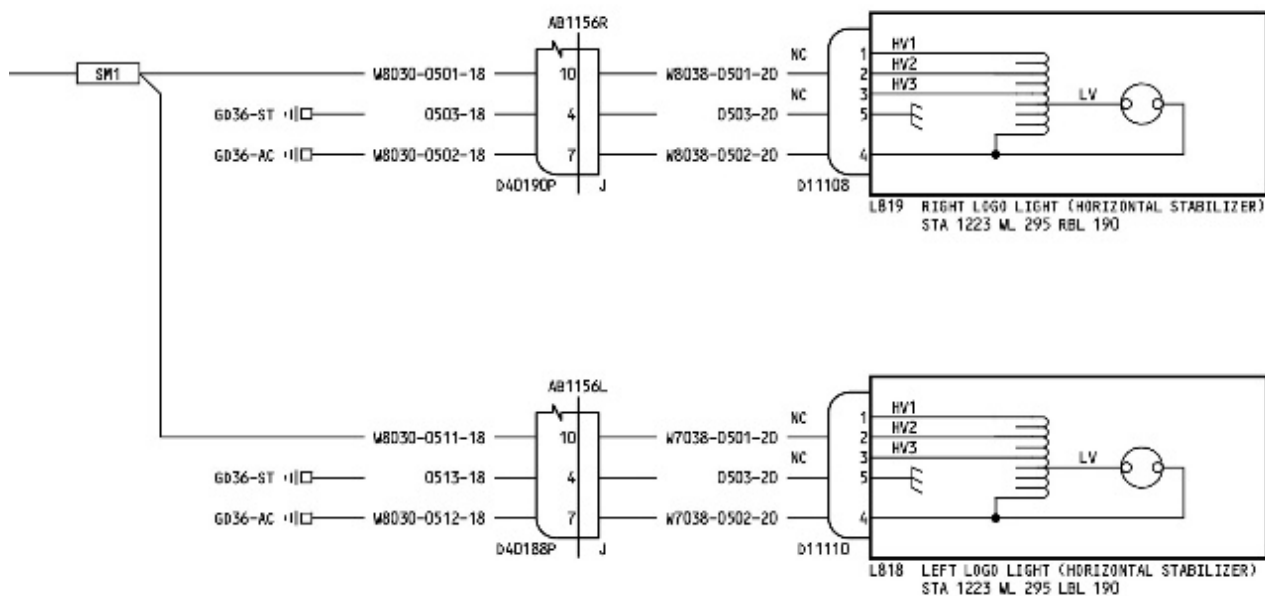 AB1156R
SM1
W8030-0501-18
10
W8038-0501-20
NC
1
HV1
2
HV2
NC
3
HV3
GD36-ST
0503-18
4
0503-20
5
LV
GD36-AC
W8030-0502-18
7
W8038-0502-20
4
D40190P
J
D11108
L819 RIGHT LOGO LIGHT (HORIZONTAL STABILIZER)
STA 1223 WL 295 RBL 190
AB1156L
W8030-0511-18
10
W7038-0501-20
NC
1
HV1
2
HV2
NC
3
HV3
GD36-ST
0513-18
4
0503-20
5
LV
GD36-AC
W8030-0512-18
7
W7038-0502-20
4
D40188P
J
D11110
L818 LEFT LOGO LIGHT (HORIZONTAL STABILIZER)
STA 1223 WL 295 LBL 190